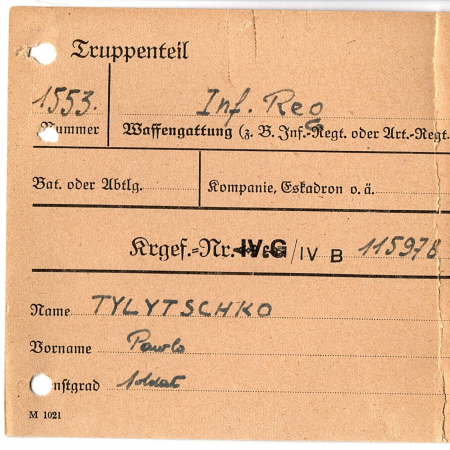 Truppenteil
1553. Inf. Reg
Nummer Waffengattung (z. B. Inf.-Regt. oder Art.-Regt.
Bat. oder Abtlg. Kompanie, Eskadron o. ä.
Krgef.-Nr. IV.G/IV B 115978
Name TYLYTSCHKO
Vorname Pawlo
nstgrad Soldat
M 1021